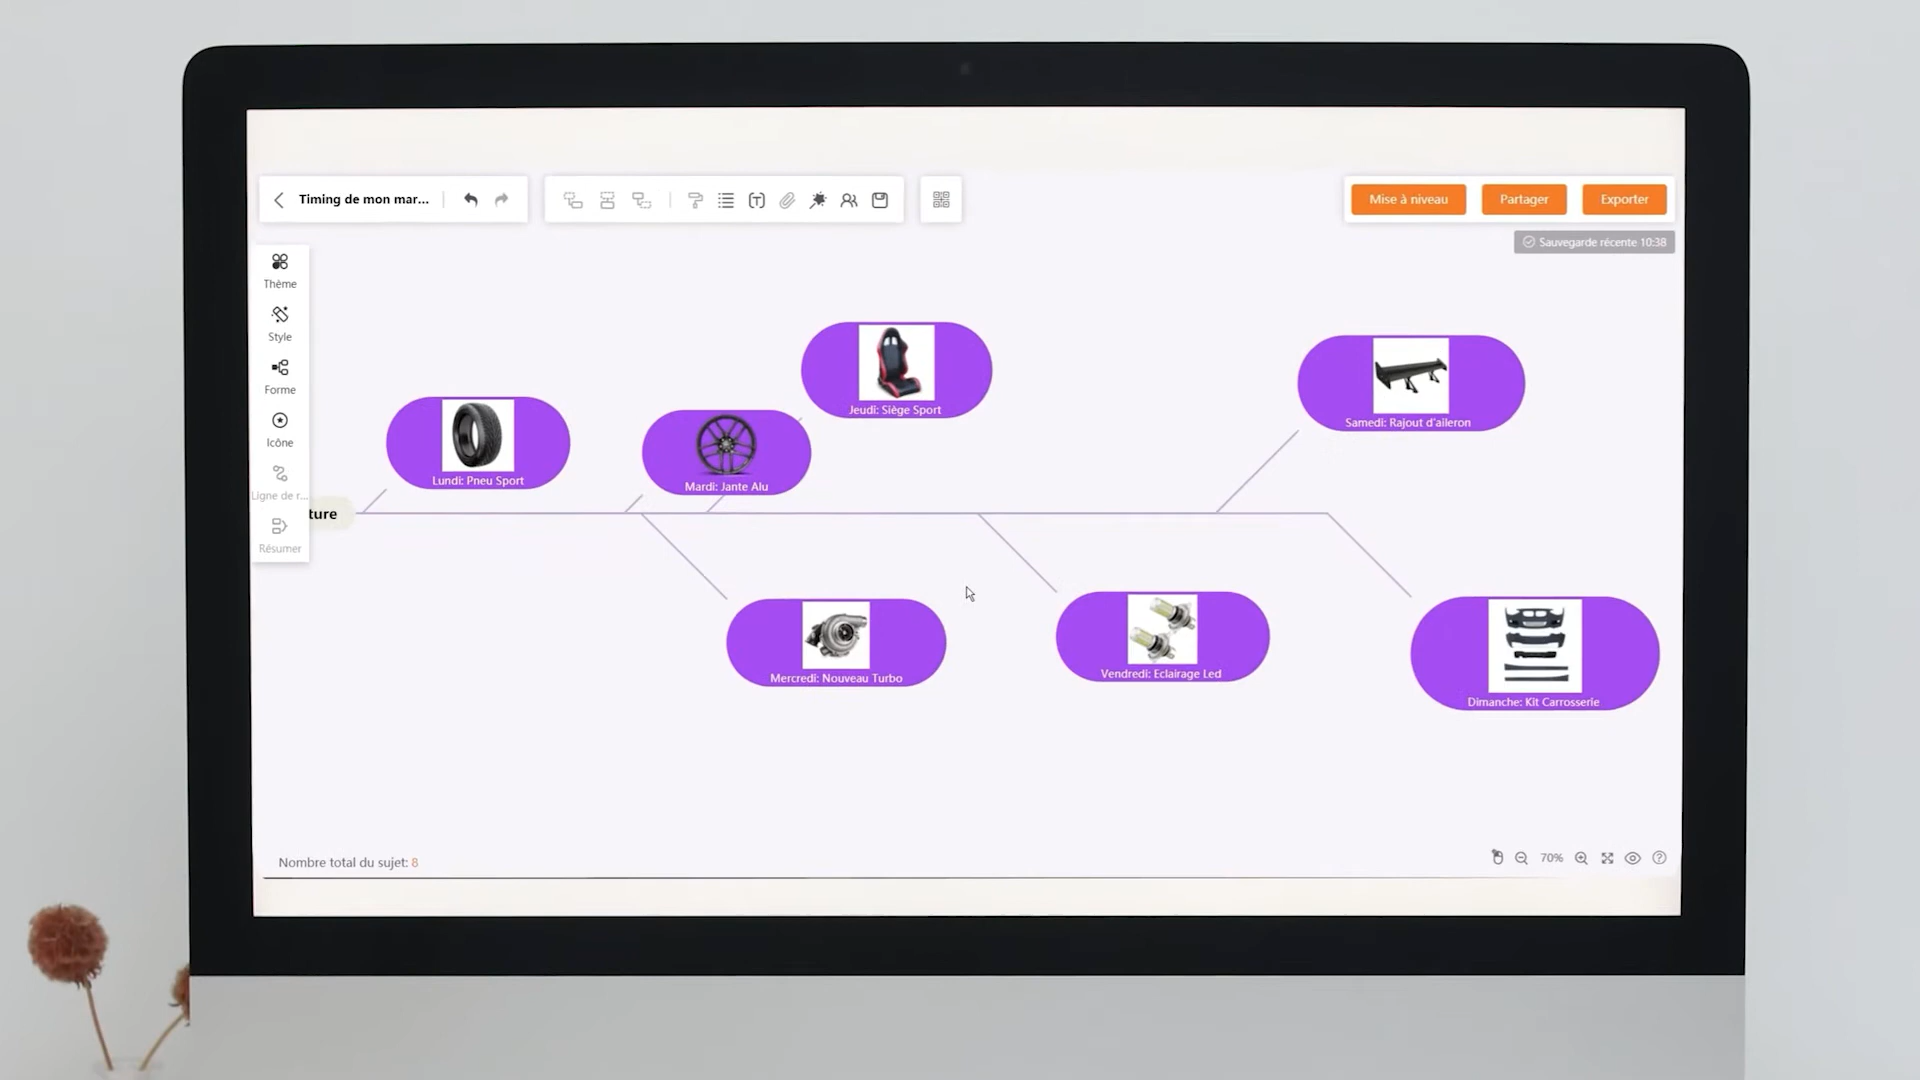 Timing de mon mar...
Mise à niveau
Partager
Exporter
Sauvegarde récente 10:38
Thème
Style
Forme
Icône
Ligne de r...
Résumer
ture
Lundi: Pneu Sport
Mardi: Jante Alu
Jeudi: Siège Sport
Samedi: Rajout d'aileron
Mercredi: Nouveau Turbo
Vendredi: Eclairage Led
Dimanche: Kit Carrosserie
Nombre total du sujet: 8
70%